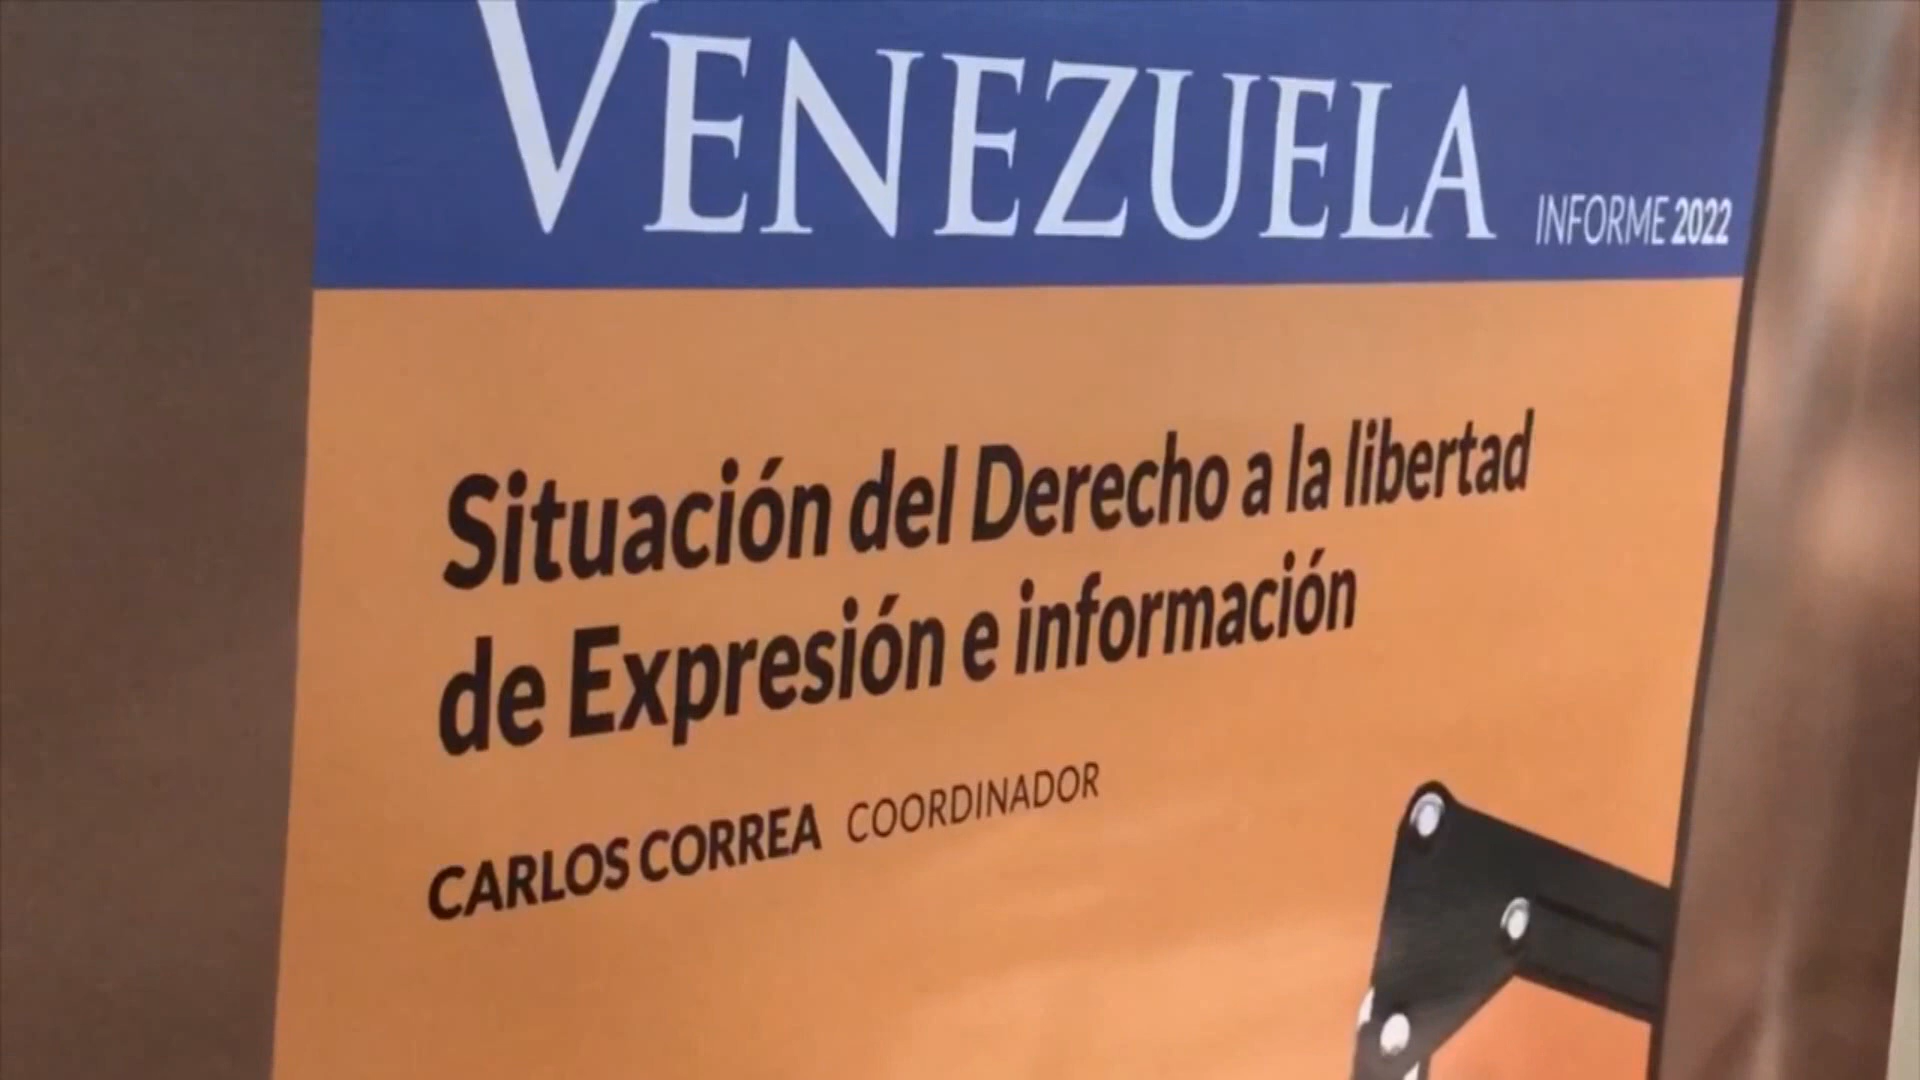 VENEZUELA INFORME 2022
Situación del Derecho a la libertad
de Expresión e información
CARLOS CORREA COORDINADOR